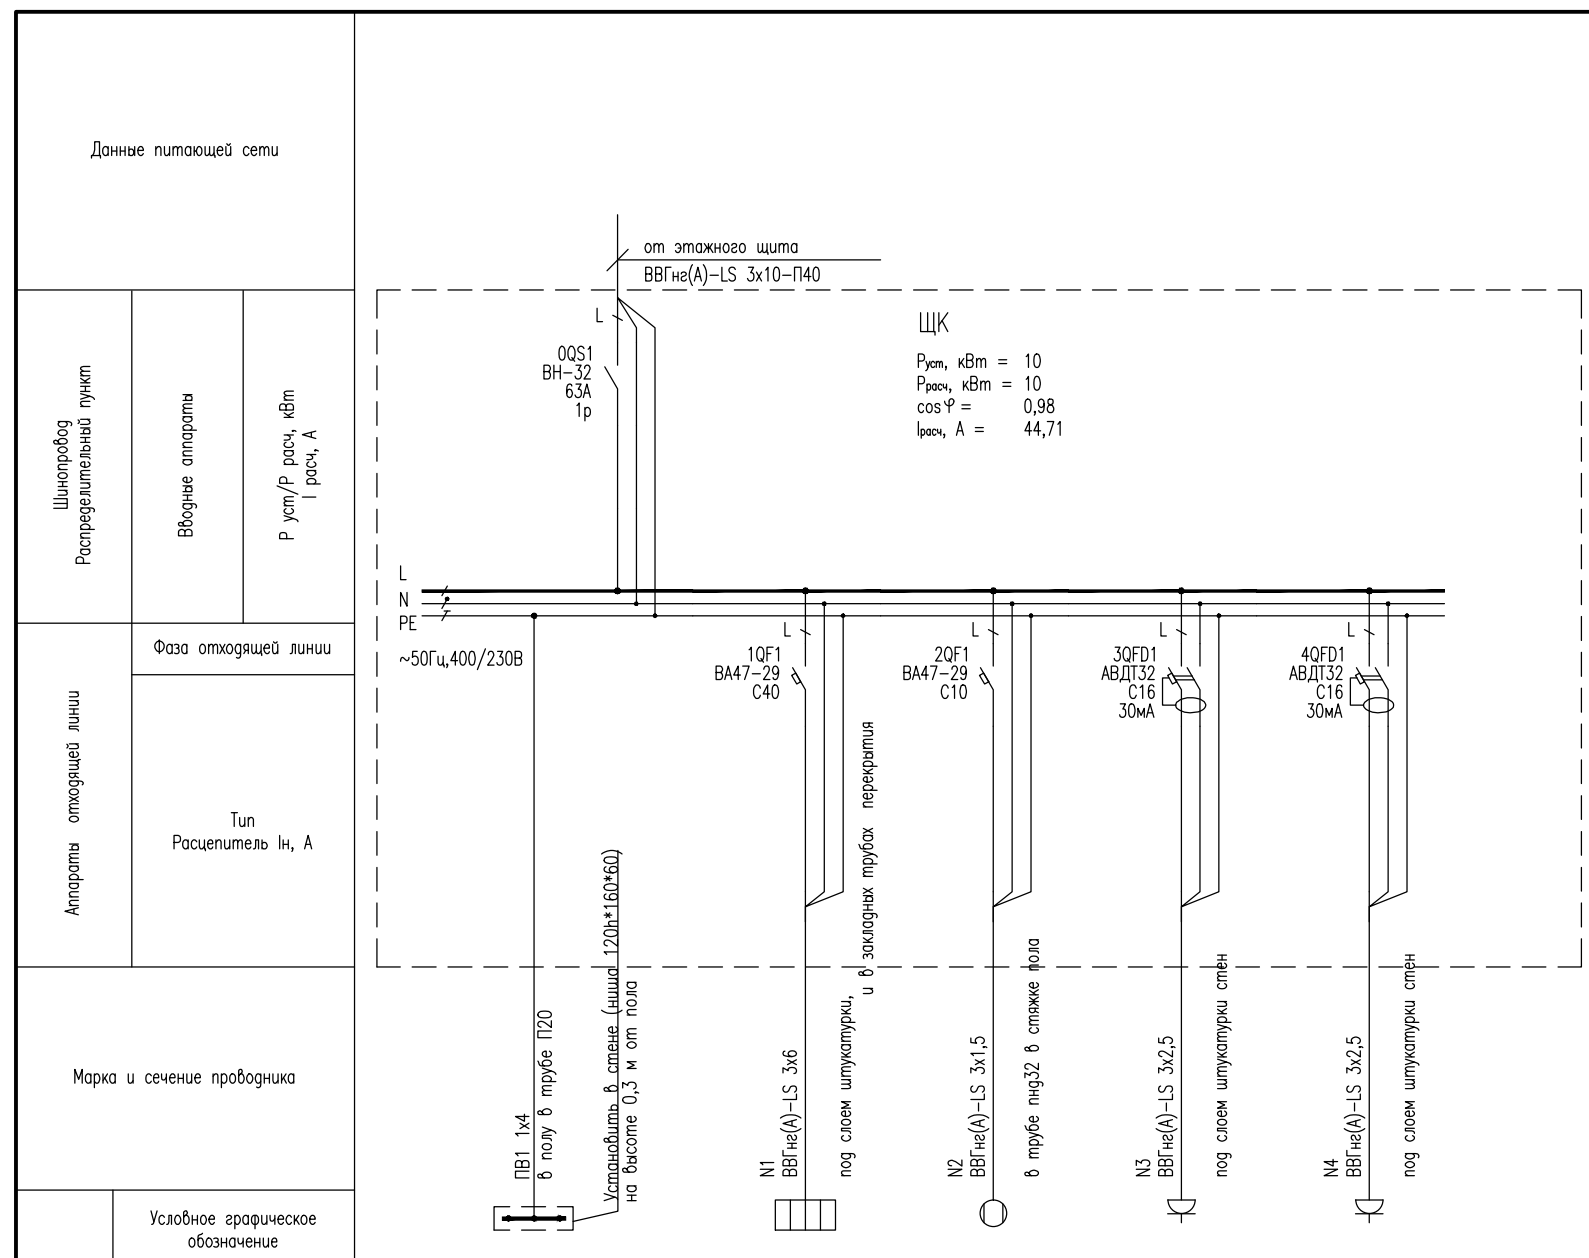 Данные питающей сети
от этажного щита
ВВГнг(А)-LS 3х10-П40
Шинопровод
Распределительный пункт
Вводные аппараты
Р уст/Р расч, кВт
I расч, А
L
0QS1
ВН-32
63А
1р
ЩК
Руст, кВт = 10
Ррасч, кВт = 10
cosφ = 0,98
Iрасч, А = 44,71
L
N
PE
~50Гц,400/230В
Аппараты отходящей линии
Фаза отходящей линии
Тип
Расцепитель Iн, А
L
1QF1
ВА47-29
С40
L
2QF1
ВА47-29
С10
L
3QFD1
АВДТ32
С16
30мА
L
4QFD1
АВДТ32
С16
30мА
Марка и сечение проводника
ПВ1 1х4
в полу в трубе П20
Установить в стене (ниша 120h*160*60)
на высоте 0,3 м от пола
N1
ВВГнг(А)-LS 3х6
под слоем штукатурки,
и в закладных трубах перекрытия
N2
ВВГнг(А)-LS 3х1,5
в трубе пнд32 в стяжке пола
N3
ВВГнг(А)-LS 3х2,5
под слоем штукатурки стен
N4
ВВГнг(А)-LS 3х2,5
под слоем штукатурки стен
Условное графическое
обозначение